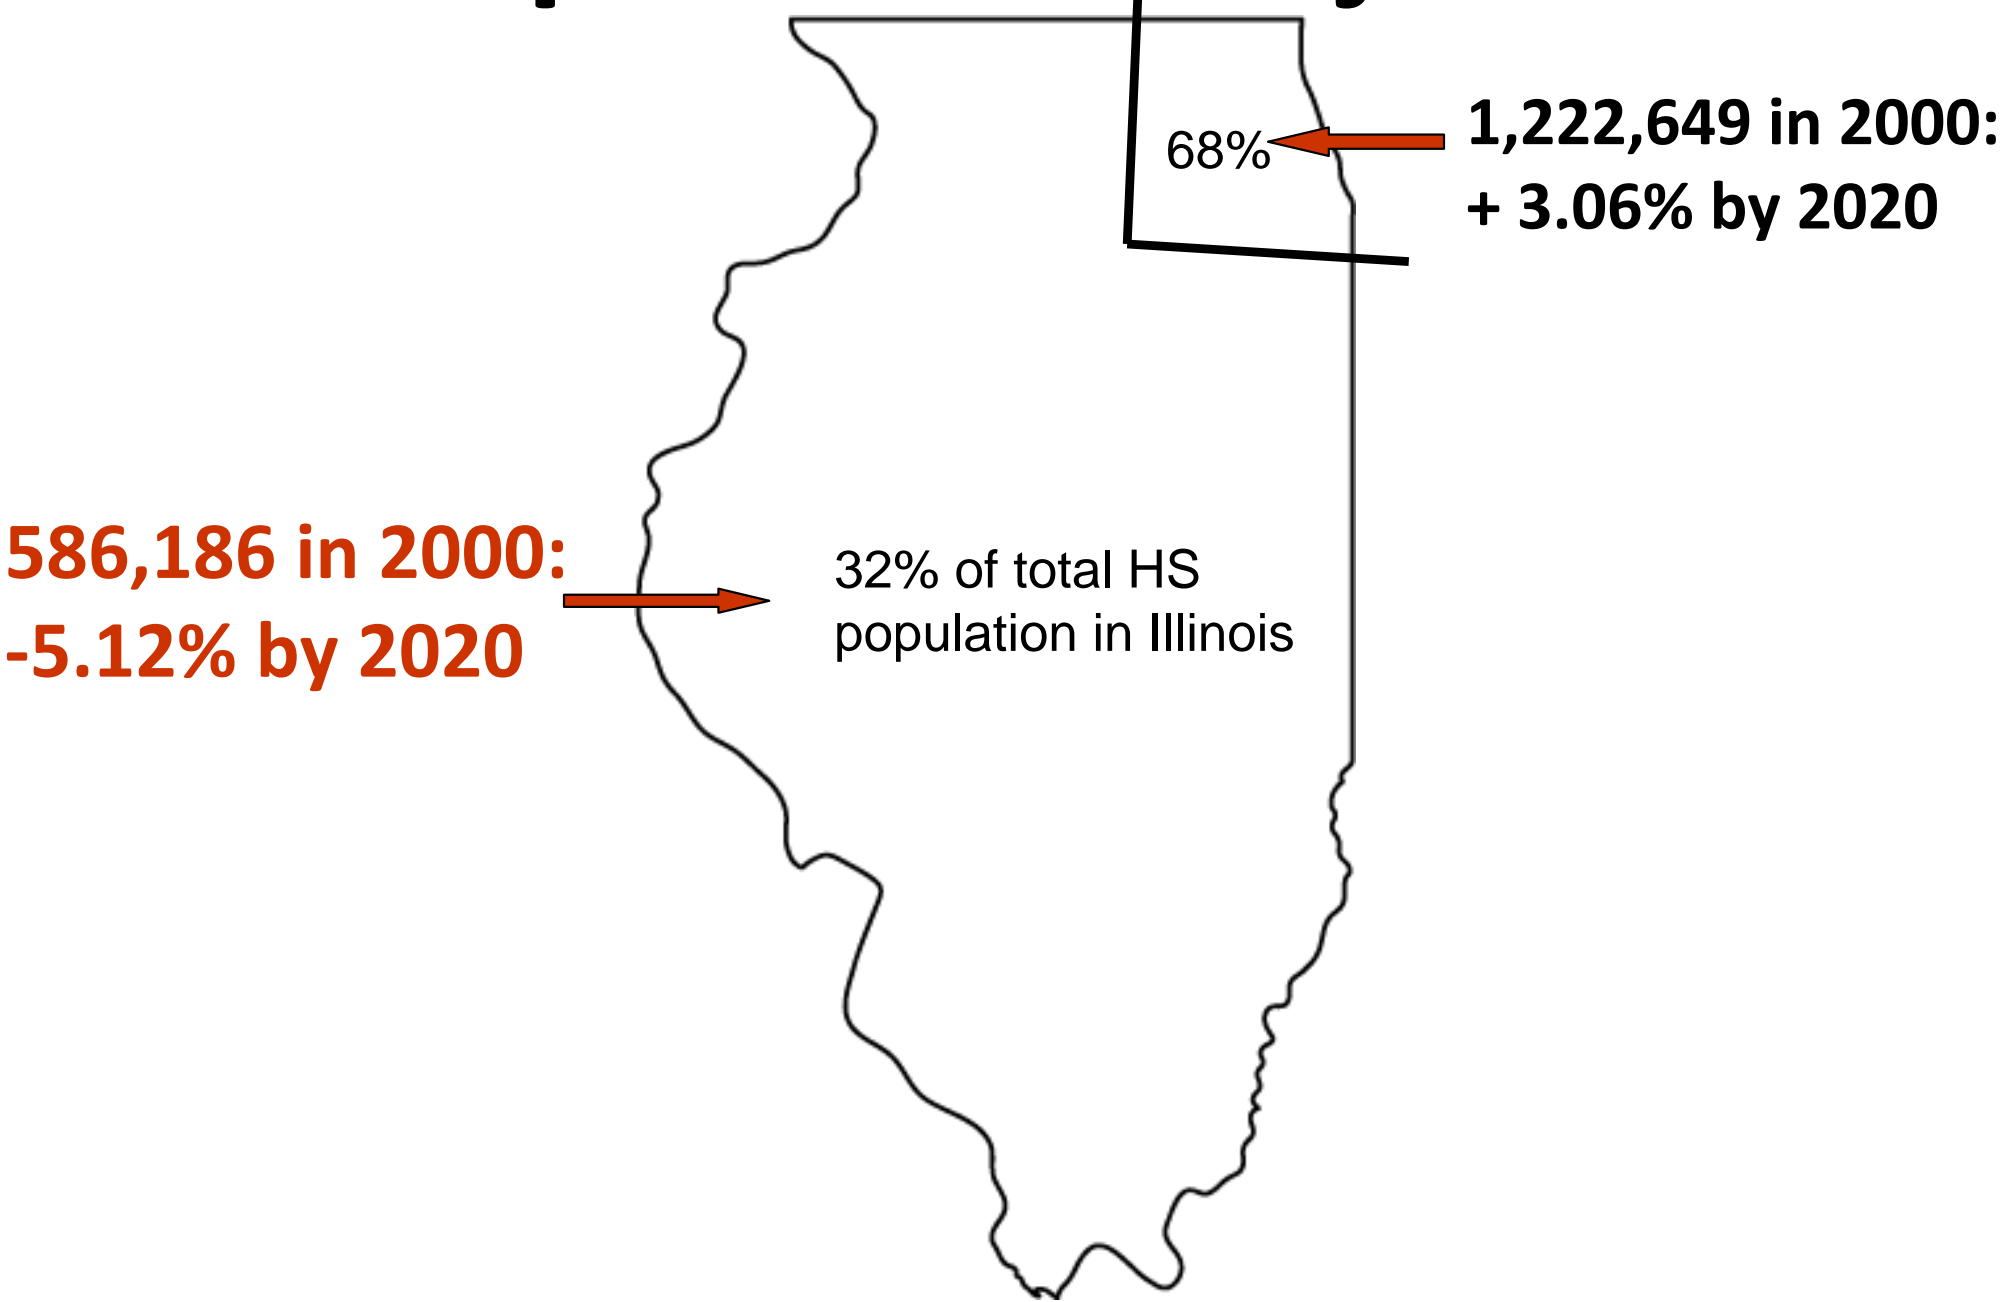 68%
1,222,649 in 2000:
+ 3.06% by 2020
586,186 in 2000:
-5.12% by 2020
32% of total HS
population in Illinois